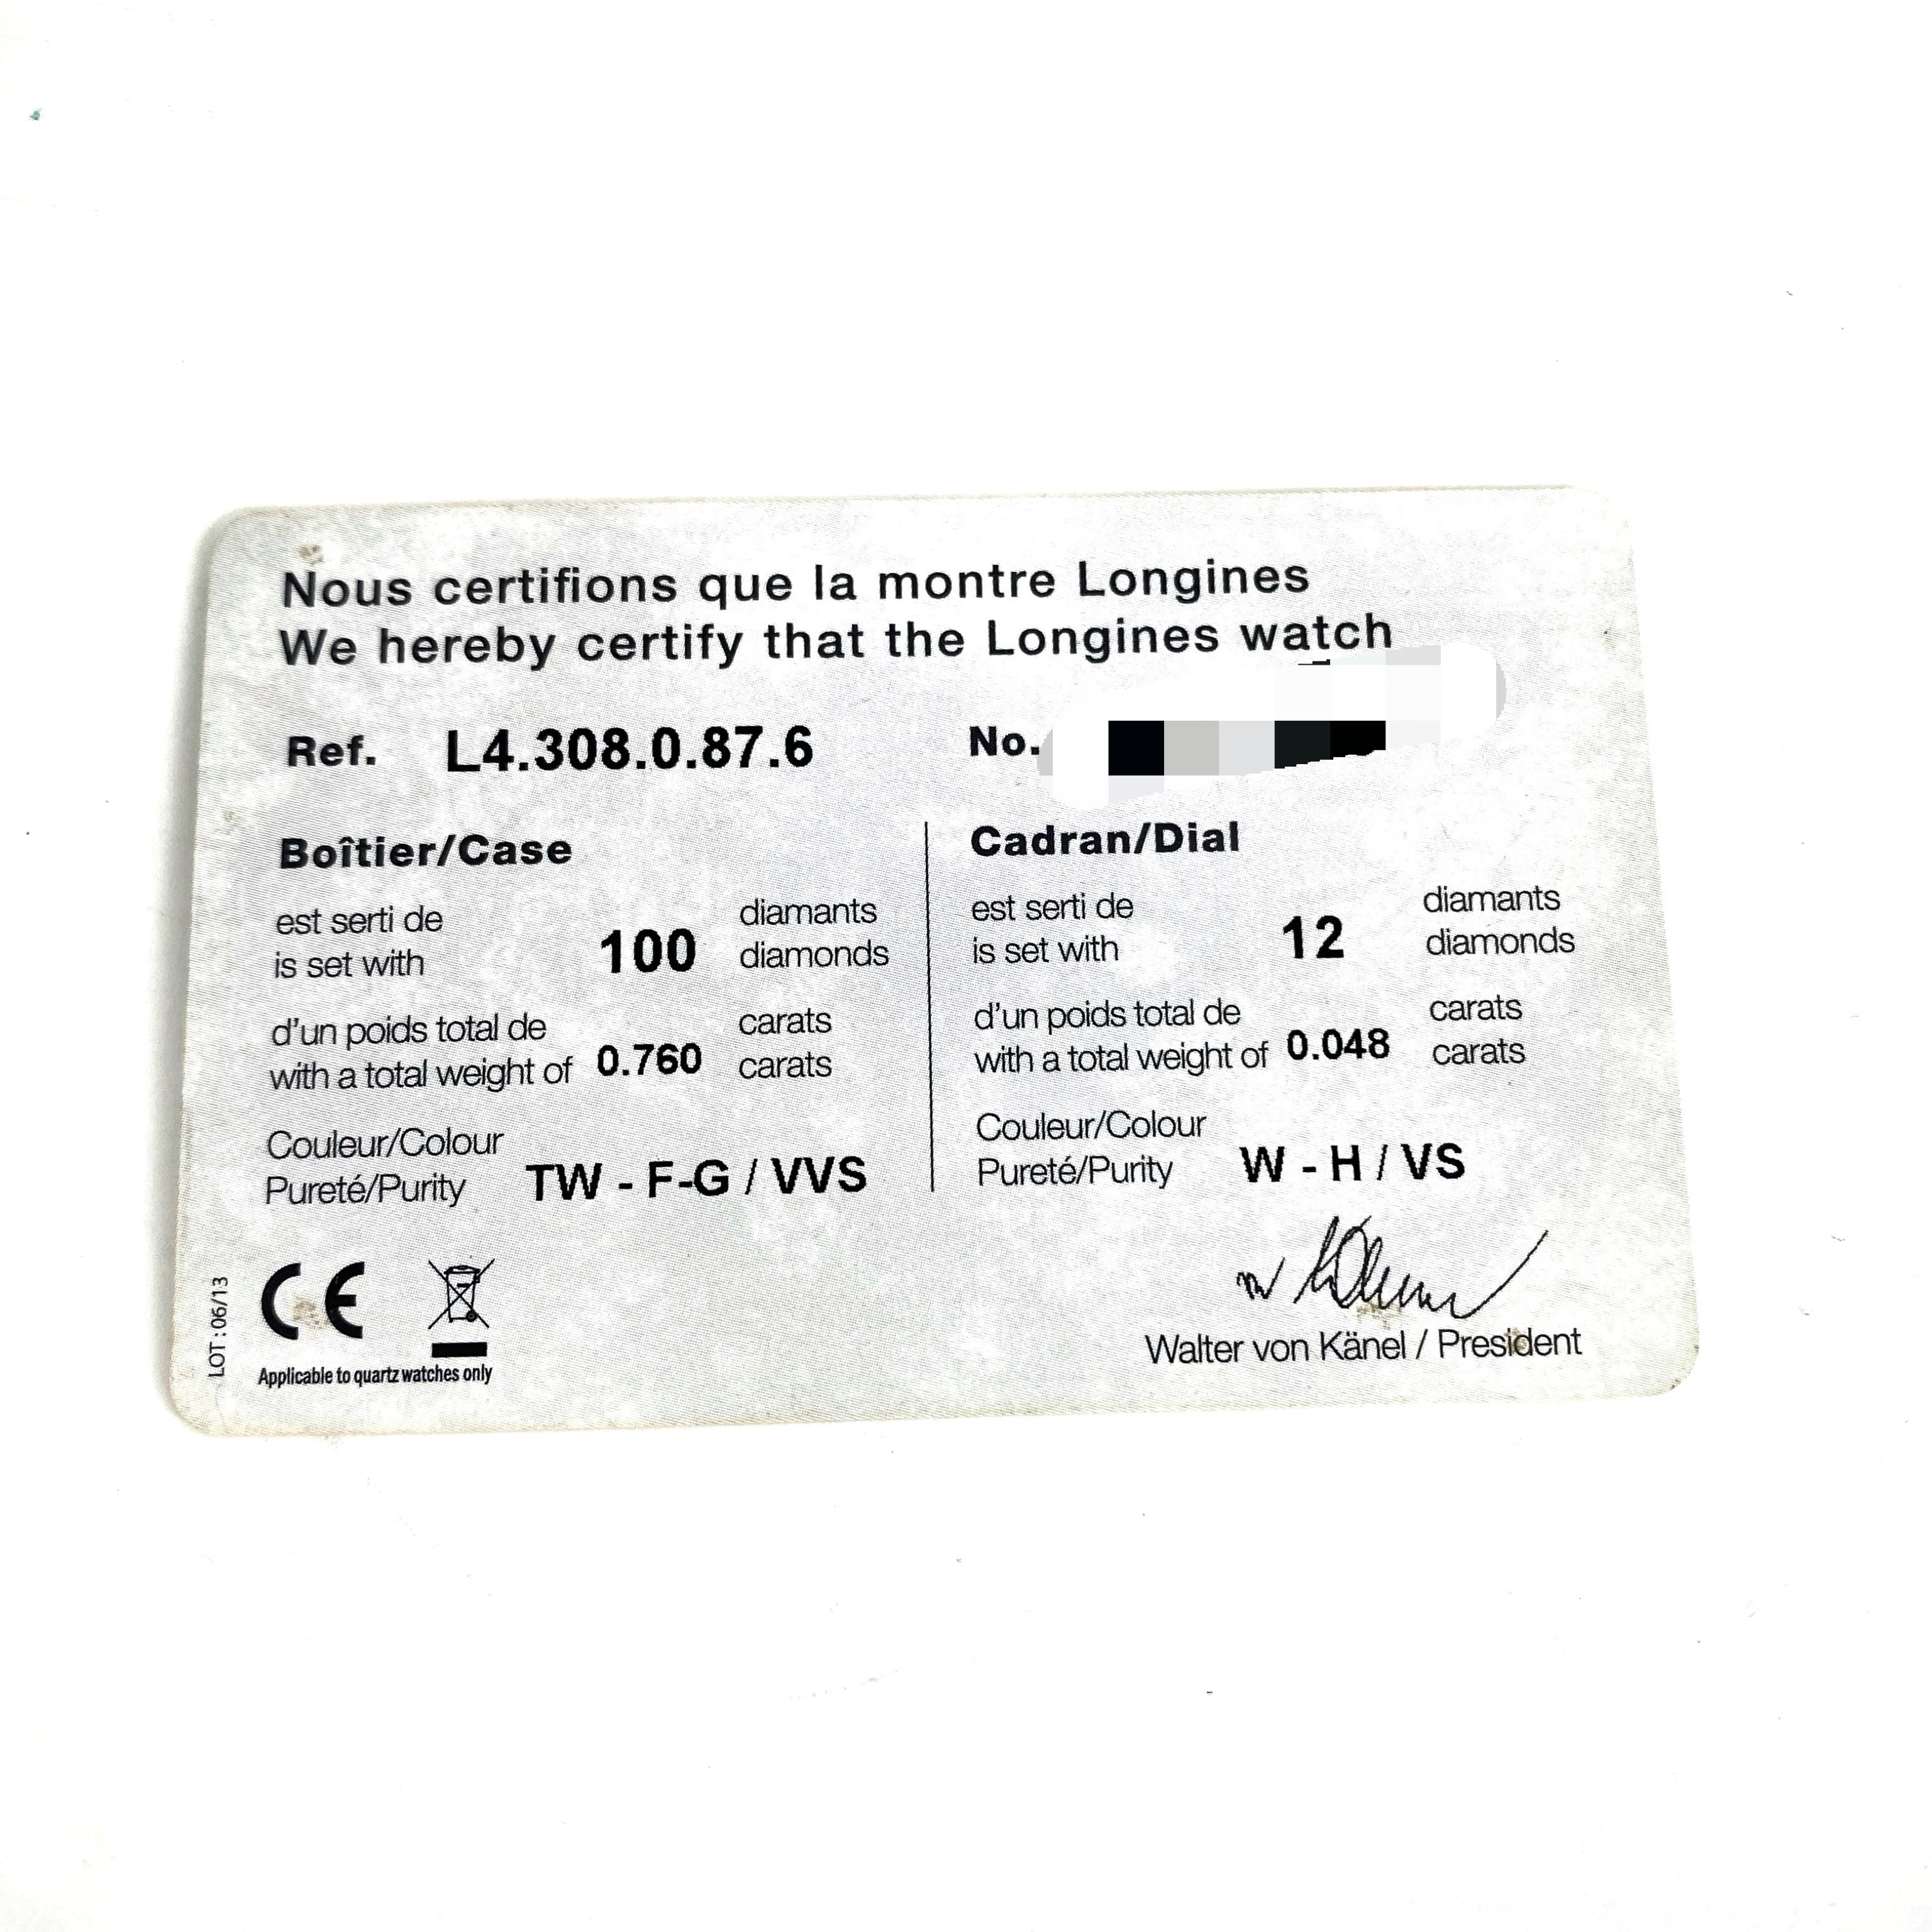 Nous certifions que la montre Longines
We hereby certify that the Longines watch
Ref. L4.308.0.87.6
No.
Boîtier/Case
est serti de diamants
is set with 100 diamonds
d'un poids total de carats
with a total weight of 0.760 carats
Couleur/Colour
Pureté/Purity TW - F-G / VVS
Cadran/Dial
est serti de diamants
is set with 12 diamonds
d'un poids total de carats
with a total weight of 0.048 carats
Couleur/Colour
Pureté/Purity W - H / VS
LOT : 06/13
CE
Applicable to quartz watches only
Walter von Känel / President